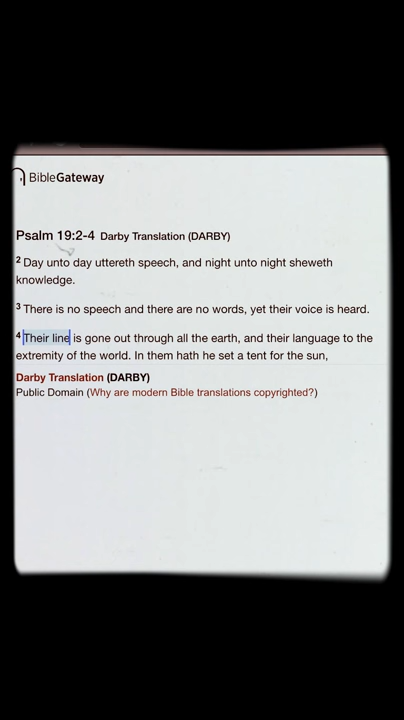 BibleGateway
Psalm 19:2-4 Darby Translation (DARBY)
2 Day unto day uttereth speech, and night unto night sheweth
knowledge.
3 There is no speech and there are no words, yet their voice is heard.
4 Their line is gone out through all the earth, and their language to the
extremity of the world. In them hath he set a tent for the sun,
Darby Translation (DARBY)
Public Domain (Why are modern Bible translations copyrighted?)